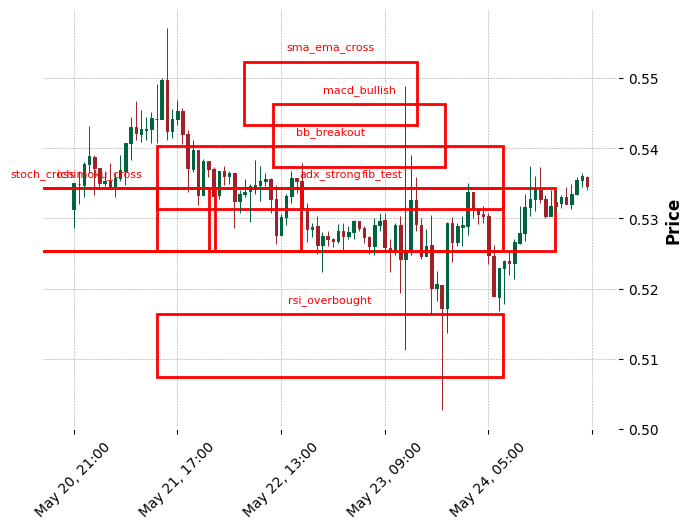 sma_ema_cross
macd_bullish
bb_breakout
adx_strong
fib_test
rsi_overbought
0.55
0.54
0.53
0.52
0.51
0.50
Price
May 20, 21:00
May 21, 17:00
May 22, 13:00
May 23, 09:00
May 24, 05:00